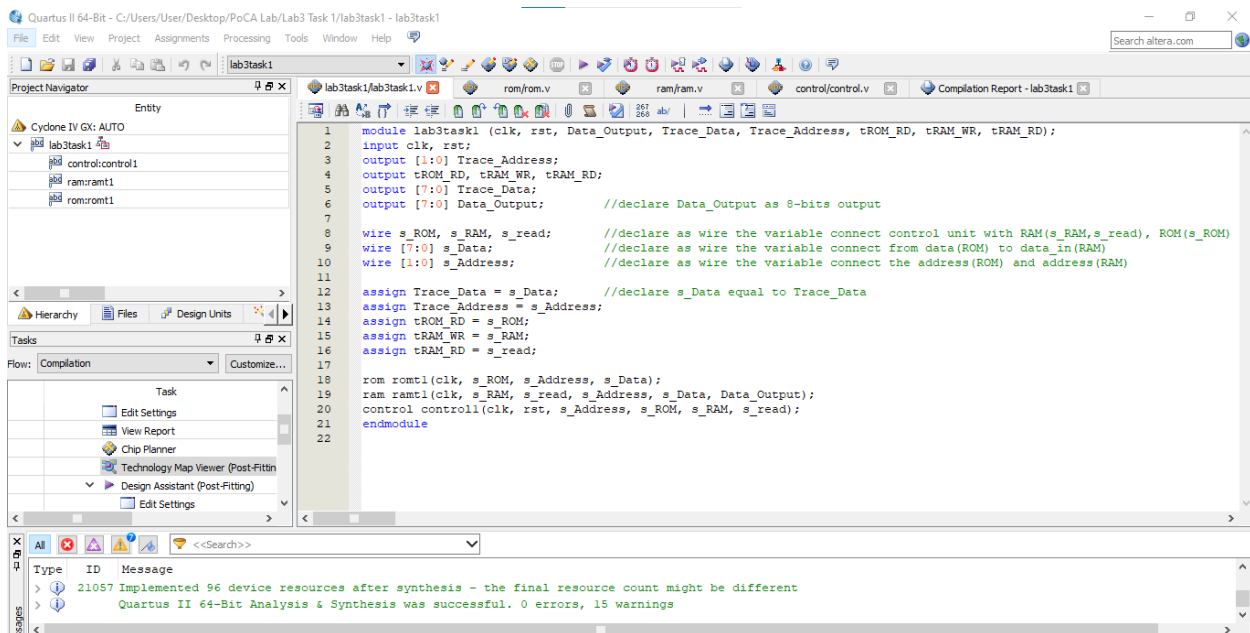 Quartus II 64-Bit - C:/Users/User/Desktop/PoCA Lab/Lab3 Task 1/lab3task1 - lab3task1
File Edit View Project Assignments Processing Tools Window Help
Search altera.com
lab3task1
Project Navigator
Entity
Cyclone IV GX: AUTO
lab3task1
control:control1
ram:ramt1
rom:romt1
Hierarchy Files Design Units
Tasks
Flow: Compilation Customize...
Task
Edit Settings
View Report
Chip Planner
Technology Map Viewer (Post-Fittin
Design Assistant (Post-Fitting)
Edit Settings
lab3task1/lab3task1.v rom/rom.v ram/ram.v control/control.v Compilation Report - lab3task1
267 268 ab/
1 module lab3task1 (clk, rst, Data_Output, Trace_Data, Trace_Address, tROM_RD, tRAM_WR, tRAM_RD);
2 input clk, rst;
3 output [1:0] Trace_Address;
4 output tROM_RD, tRAM_WR, tRAM_RD;
5 output [7:0] Trace_Data;
6 output [7:0] Data_Output; //declare Data_Output as 8-bits output
7
8 wire s_ROM, s_RAM, s_read; //declare as wire the variable connect control unit with RAM(s_RAM,s_read), ROM(s_ROM)
9 wire [7:0] s_Data; //declare as wire the variable connect from data(ROM) to data_in(RAM)
10 wire [1:0] s_Address; //declare as wire the variable connect the address(ROM) and address(RAM)
11
12 assign Trace_Data = s_Data; //declare s_Data equal to Trace_Data
13 assign Trace_Address = s_Address;
14 assign tROM_RD = s_ROM;
15 assign tRAM_WR = s_RAM;
16 assign tRAM_RD = s_read;
17
18 rom romt1(clk, s_ROM, s_Address, s_Data);
19 ram ramt1(clk, s_RAM, s_read, s_Address, s_Data, Data_Output);
20 control control1(clk, rst, s_Address, s_ROM, s_RAM, s_read);
21 endmodule
22
All <<Search>>
Type ID Message
21057 Implemented 96 device resources after synthesis - the final resource count might be different
Quartus II 64-Bit Analysis & Synthesis was successful. 0 errors, 15 warnings